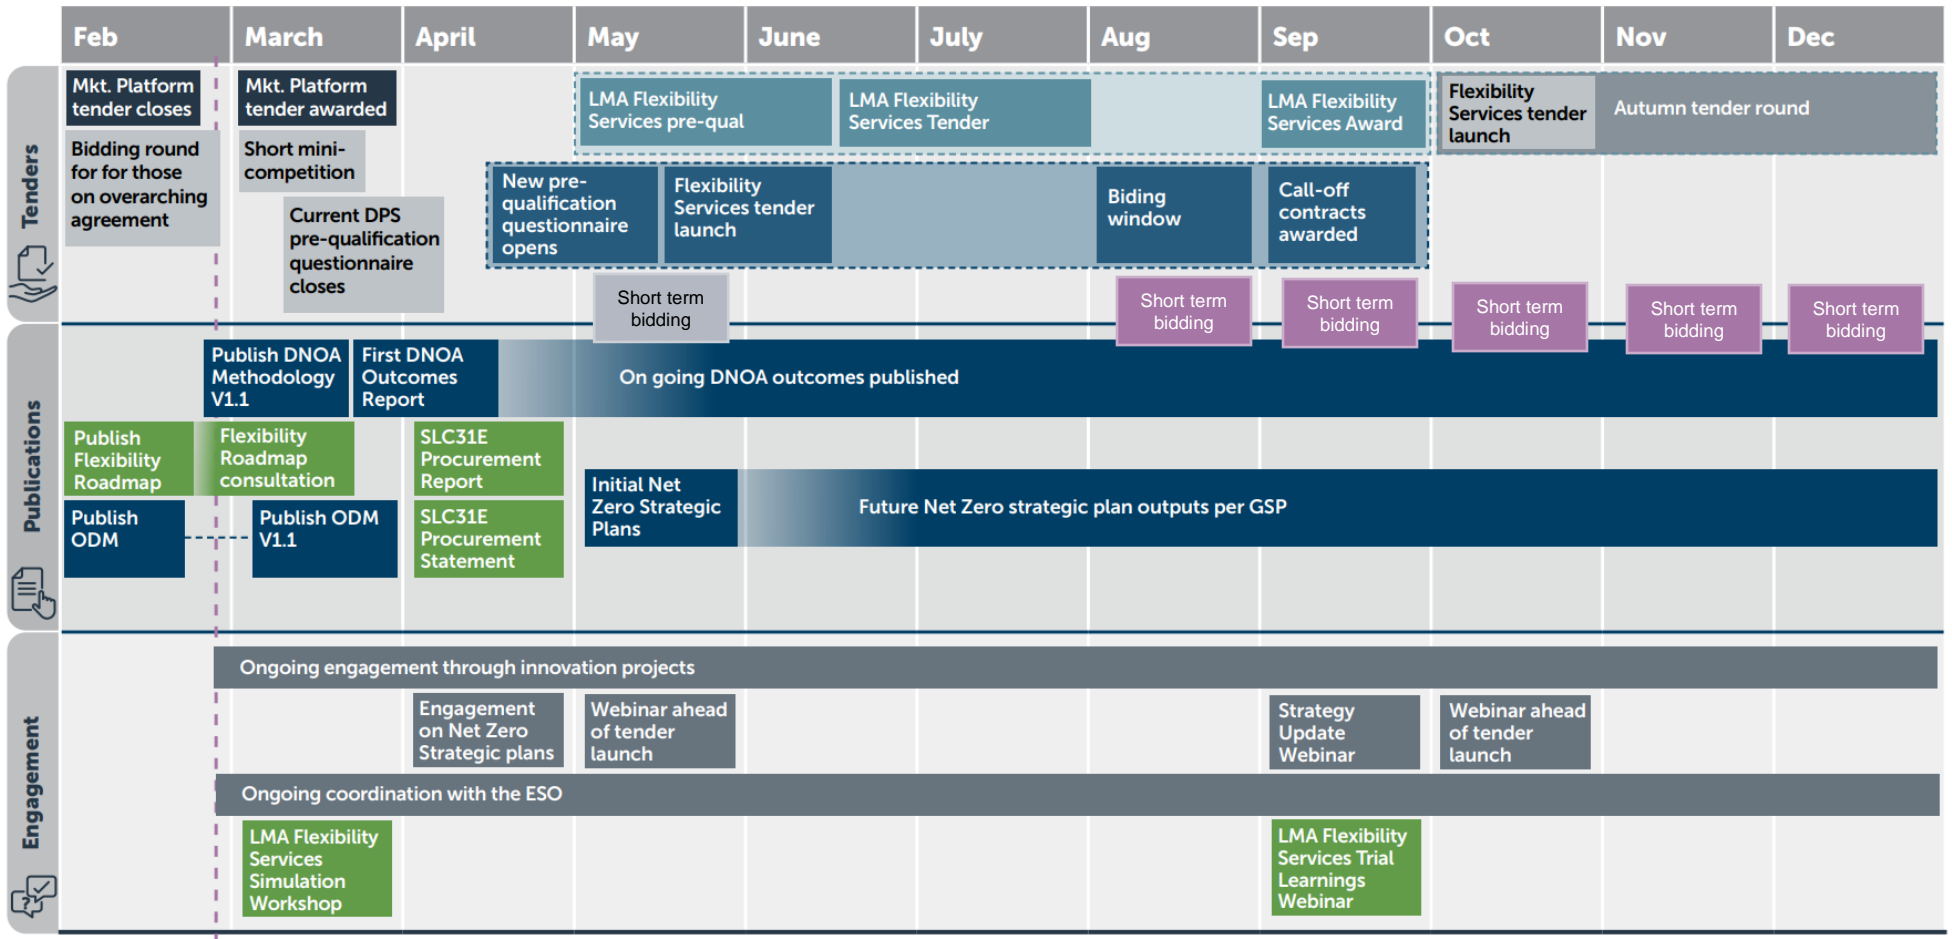 Feb
March
April
May
June
July
Aug
Sep
Oct
Nov
Dec
Tenders
Mkt. Platform
tender closes
Mkt. Platform
tender awarded
LMA Flexibility
Services pre-qual
LMA Flexibility
Services Tender
LMA Flexibility
Services Award
Flexibility
Services tender
launch
Autumn tender round
Bidding round
for for those
on overarching
agreement
Short mini-
competition
Current DPS
pre-qualification
questionnaire
closes
New pre-
qualification
questionnaire
opens
Flexibility
Services tender
launch
Biding
window
Call-off
contracts
awarded
Short term
bidding
Short term
bidding
Short term
bidding
Short term
bidding
Short term
bidding
Short term
bidding
Publications
Publish DNOA
Methodology
V1.1
First DNOA
Outcomes
Report
On going DNOA outcomes published
Publish
Flexibility
Roadmap
Flexibility
Roadmap
consultation
SLC31E
Procurement
Report
Initial Net
Zero Strategic
Plans
Future Net Zero strategic plan outputs per GSP
Publish
ODM
Publish ODM
V1.1
SLC31E
Procurement
Statement
Engagement
Ongoing engagement through innovation projects
Engagement
on Net Zero
Strategic plans
Webinar ahead
of tender
launch
Strategy
Update
Webinar
Webinar ahead
of tender
launch
Ongoing coordination with the ESO
LMA Flexibility
Services
Simulation
Workshop
LMA Flexibility
Services Trial
Learnings
Webinar